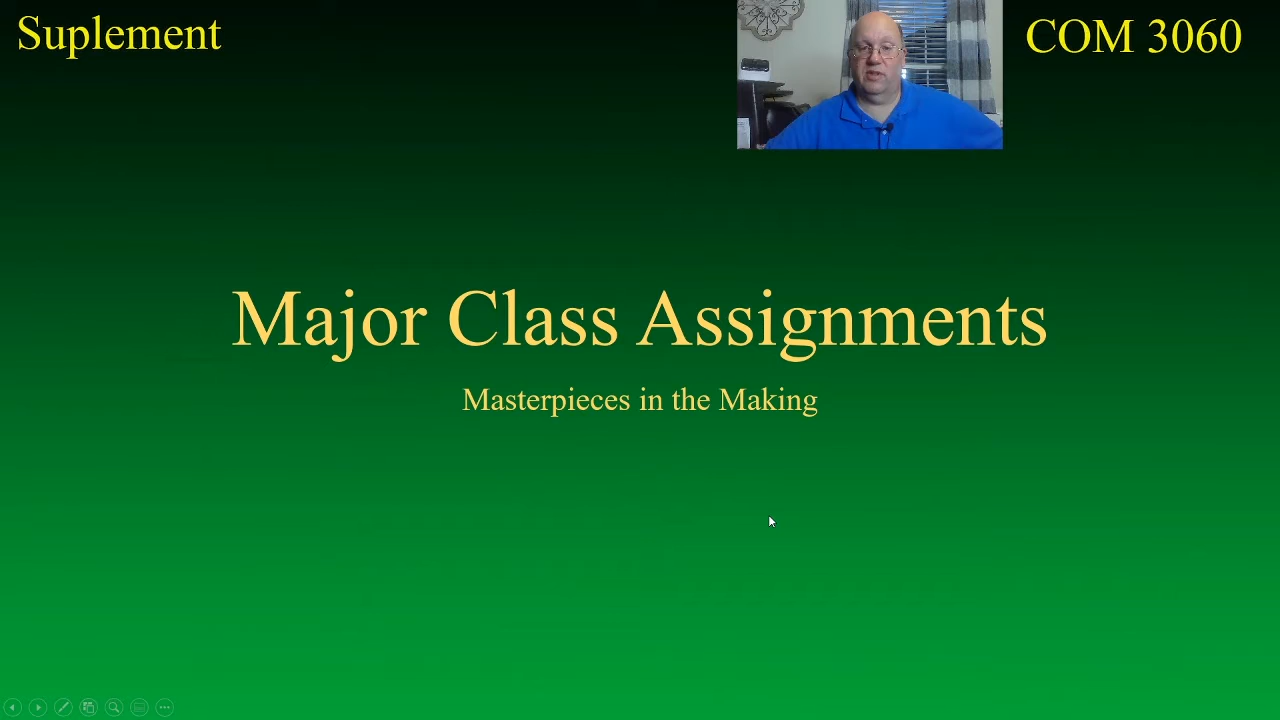 Suplement
COM 3060
Major Class Assignments
Masterpieces in the Making